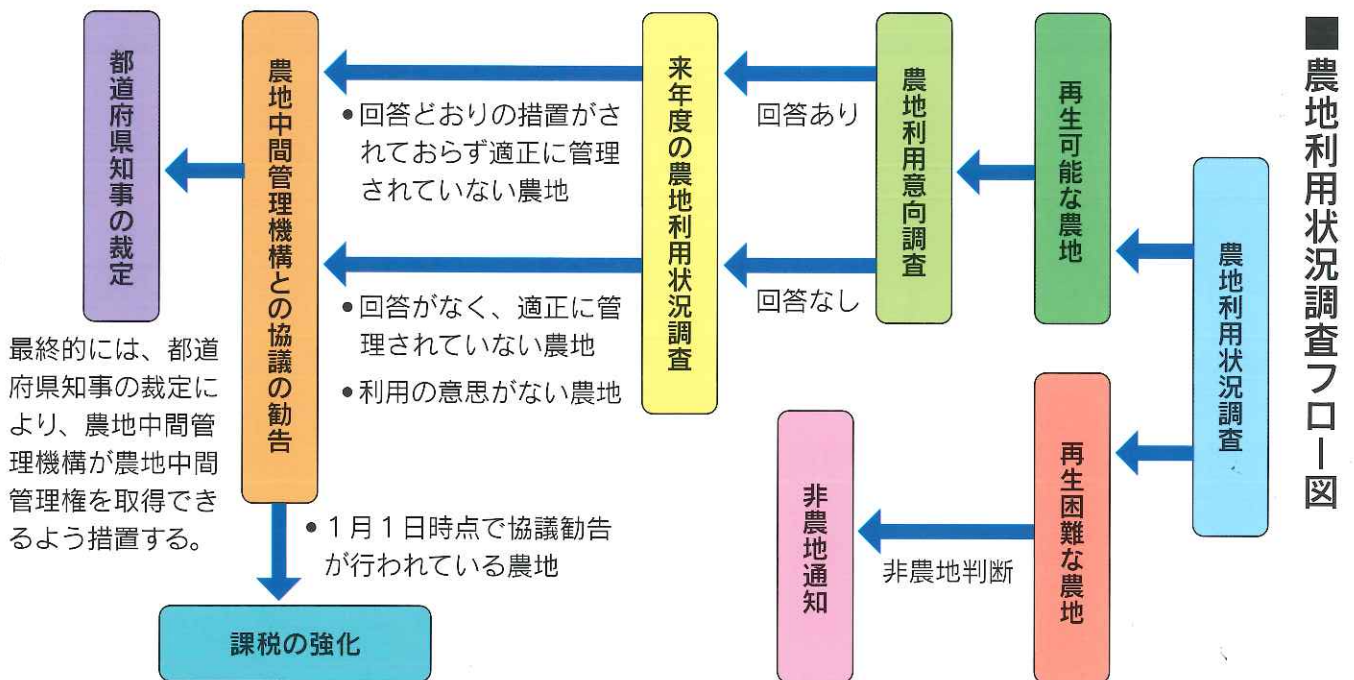 ■農地利用状況調査フロー図
農地利用状況調査
再生可能な農地
再生困難な農地
農地利用意向調査
非農地判断
非農地通知
回答あり
回答なし
来年度の農地利用状況調査
•回答どおりの措置がさ
れておらず適正に管理
されていない農地
•回答がなく、適正に管
理されていない農地
•利用の意思がない農地
農地中間管理機構との協議の勧告
都道府県知事の裁定
最終的には、都道
府県知事の裁定に
より、農地中間管
理機構が農地中間
管理権を取得でき
るよう措置する。
•1月1日時点で協議勧告
が行われている農地
課税の強化